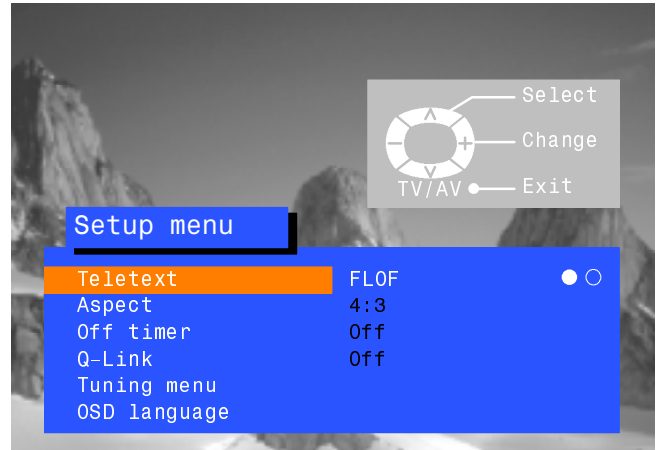 Select
Change
TV/AV Exit
Setup menu
Teletext FLOF
Aspect 4:3
Off timer Off
Q-Link Off
Tuning menu
OSD language